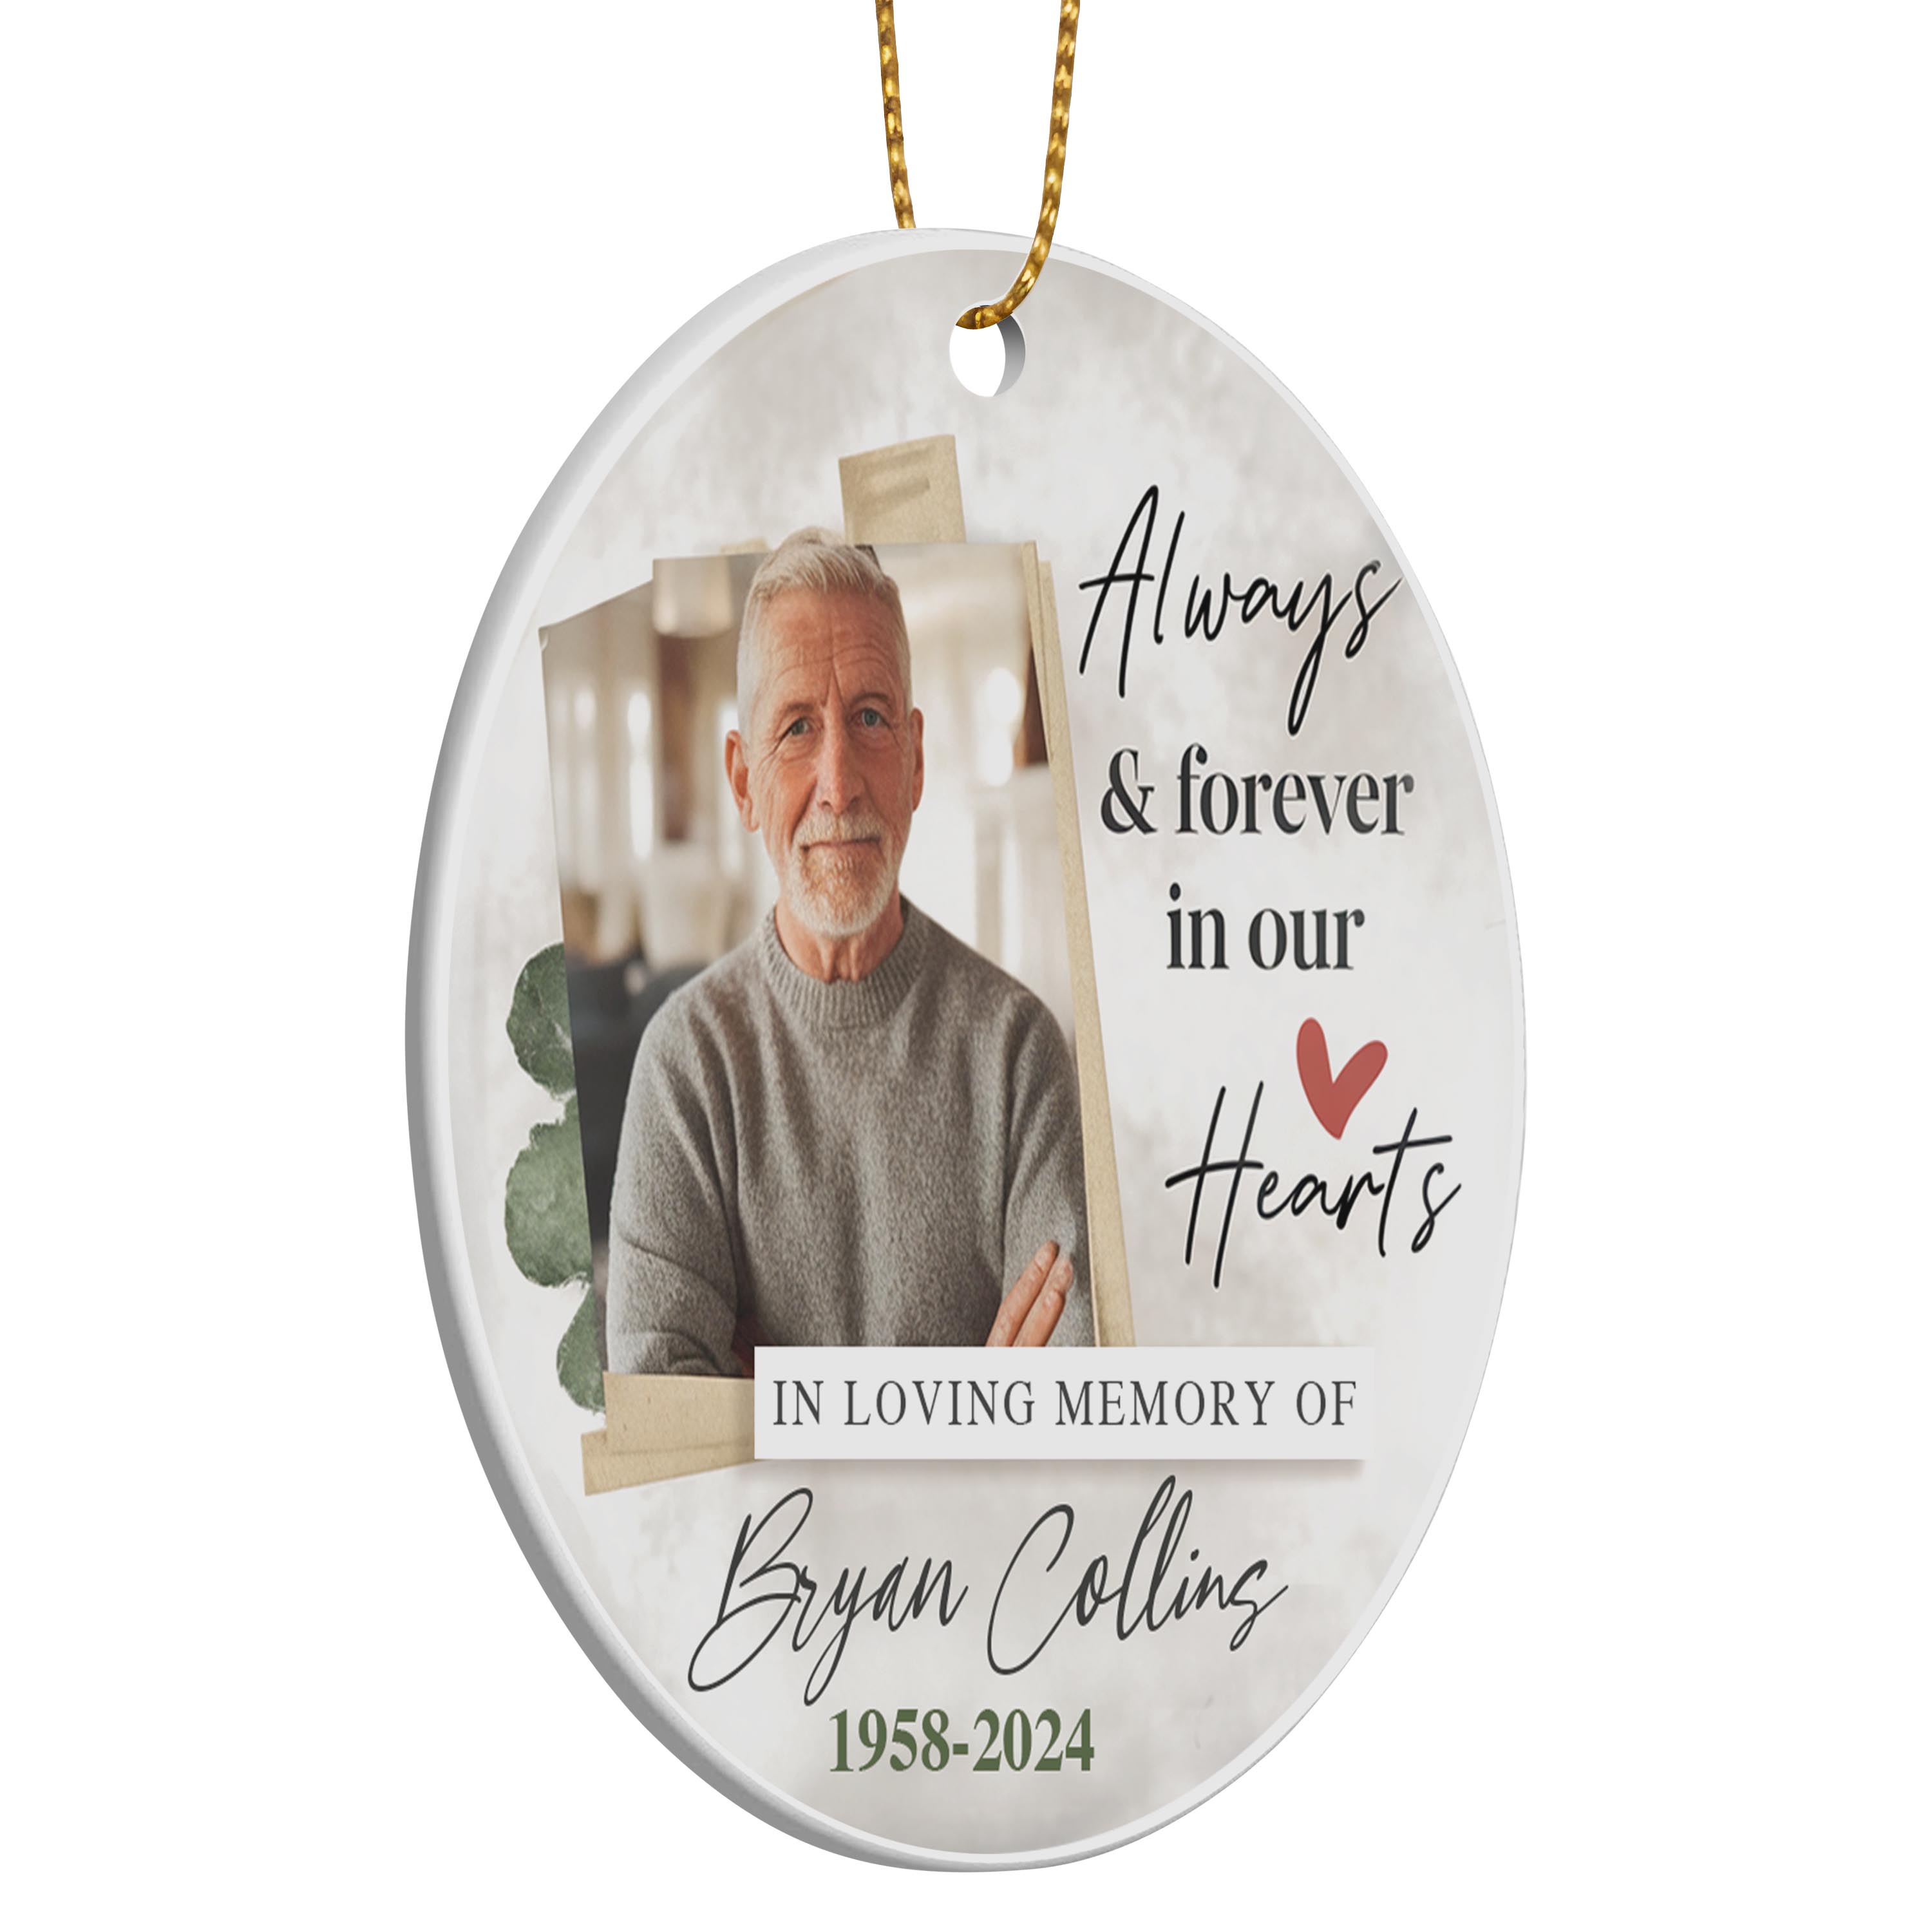 Always
& forever
in our
Hearts
IN LOVING MEMORY OF
Bryan Collins
1958-2024